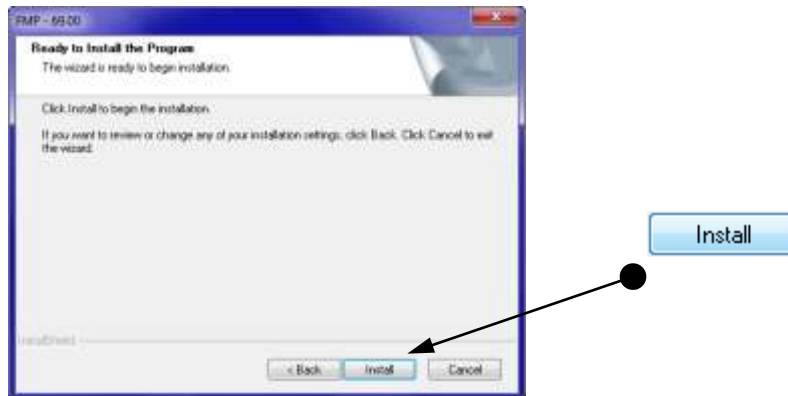 FMP - 69.00
Ready to Install the Program
The wizard is ready to begin installation.
Click Install to begin the installation.
If you want to review or change any of your installation settings, click Back. Click Cancel to exit
the wizard.
Install
InstallShield
< Back Install Cancel